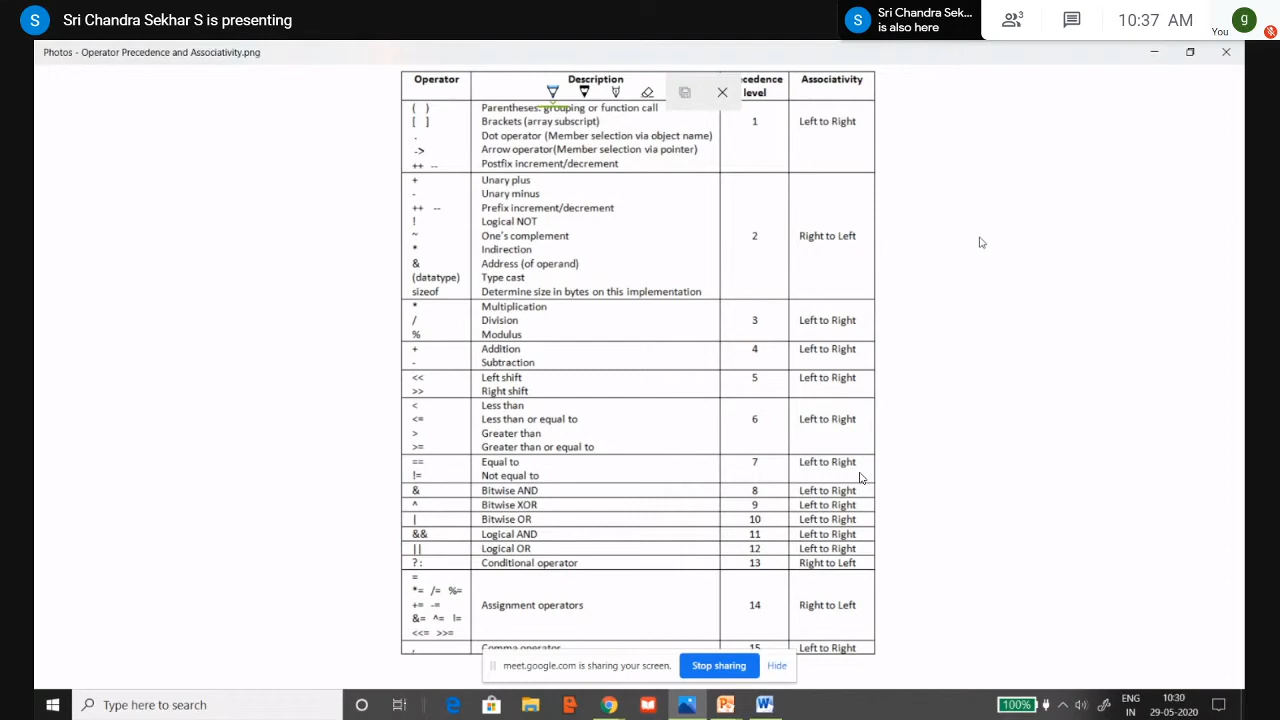 S Sri Chandra Sekhar S is presenting
S Sri Chandra Sek... is also here
3
10:37 AM
g
You
Photos - Operator Precedence and Associativity.png
Operator Description cedence level Associativity
( ) Parentheses: grouping or function call
[ ] Brackets (array subscript) 1 Left to Right
. Dot operator (Member selection via object name)
-> Arrow operator(Member selection via pointer)
++ -- Postfix increment/decrement
+ Unary plus
- Unary minus
++ -- Prefix increment/decrement
! Logical NOT
~ One's complement 2 Right to Left
* Indirection
& Address (of operand)
(datatype) Type cast
sizeof Determine size in bytes on this implementation
* Multiplication
/ Division 3 Left to Right
% Modulus
+ Addition 4 Left to Right
- Subtraction
<< Left shift 5 Left to Right
>> Right shift
< Less than
<= Less than or equal to 6 Left to Right
> Greater than
>= Greater than or equal to
== Equal to 7 Left to Right
!= Not equal to
& Bitwise AND 8 Left to Right
^ Bitwise XOR 9 Left to Right
| Bitwise OR 10 Left to Right
&& Logical AND 11 Left to Right
|| Logical OR 12 Left to Right
? : Conditional operator 13 Right to Left
=
*= /= %=
+= -= Assignment operators 14 Right to Left
&= ^= !=
<<= >>=
, Comma operator 15 Left to Right
meet.google.com is sharing your screen. Stop sharing Hide
Type here to search
100%
ENG
IN
10:30
29-05-2020